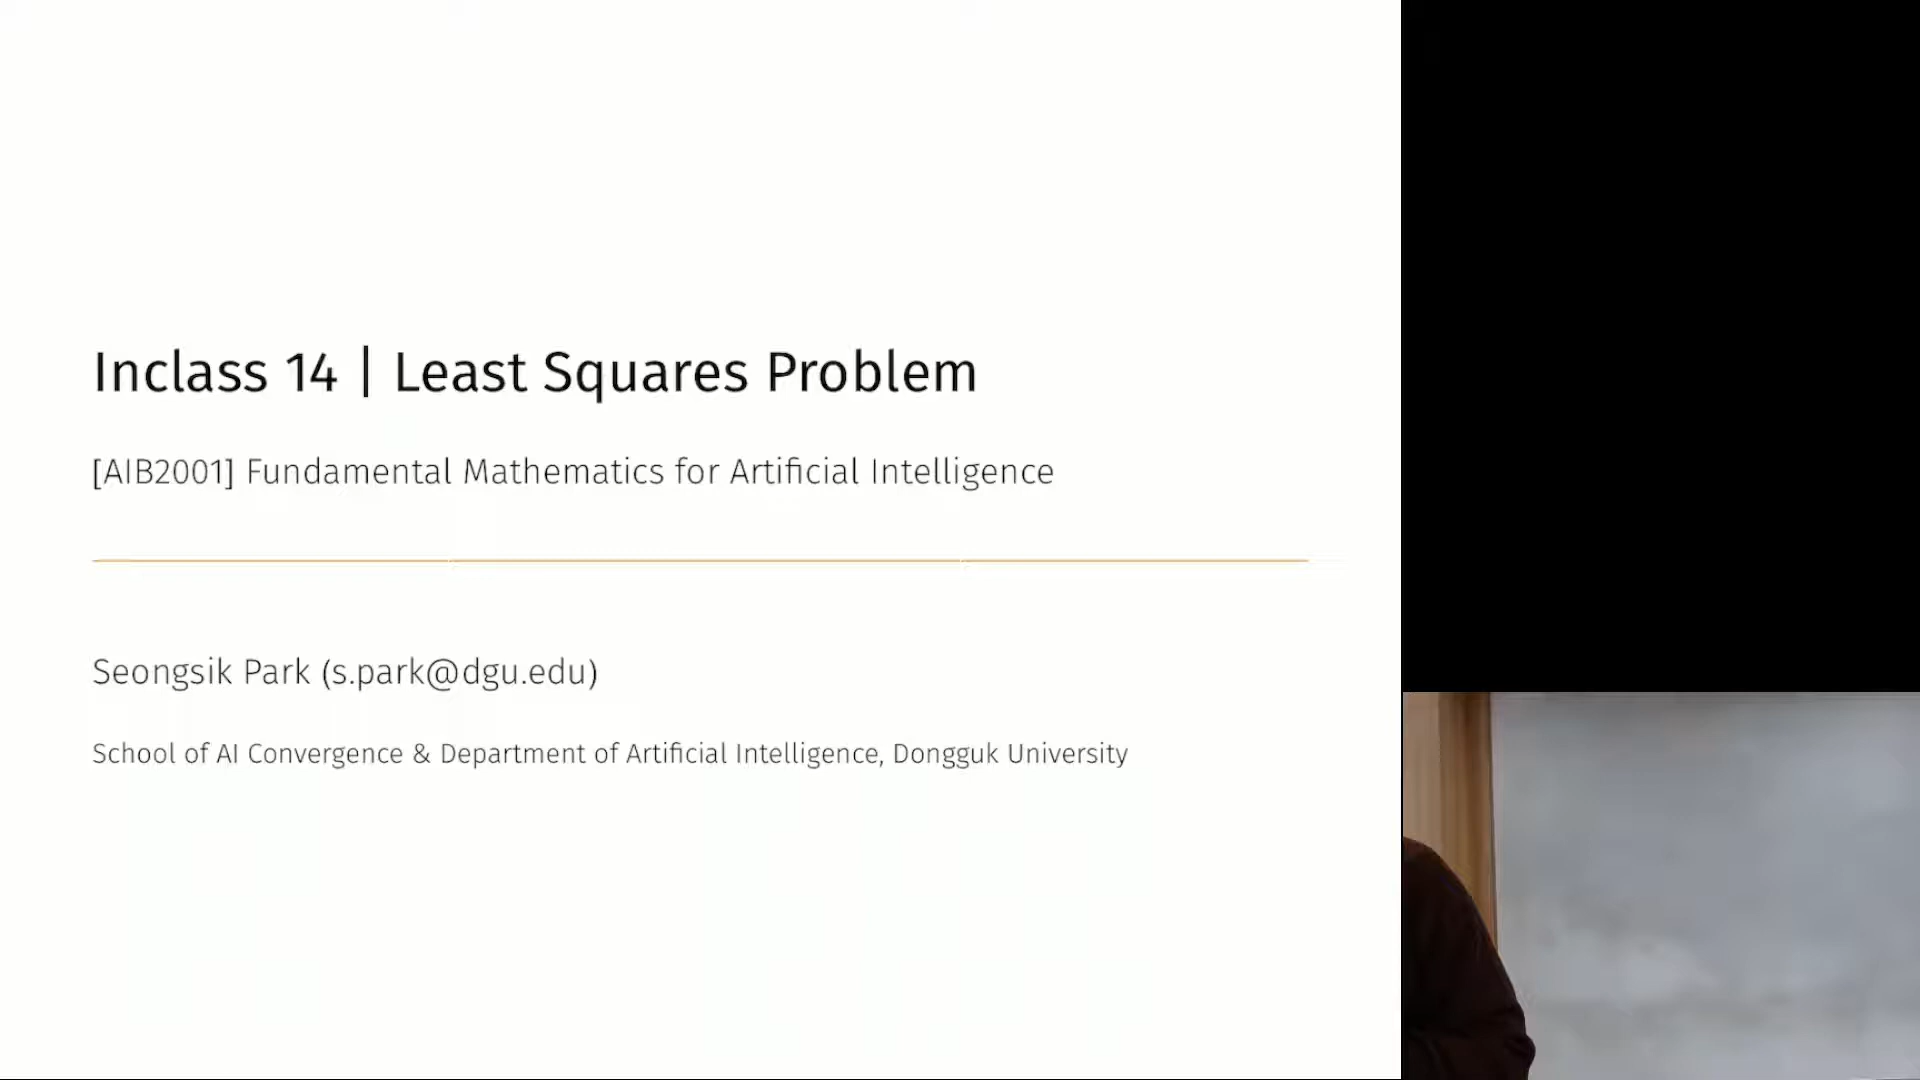 Inclass 14 | Least Squares Problem
[AIB2001] Fundamental Mathematics for Artificial Intelligence
Seongsik Park (s.park@dgu.edu)
School of AI Convergence & Department of Artificial Intelligence, Dongguk University